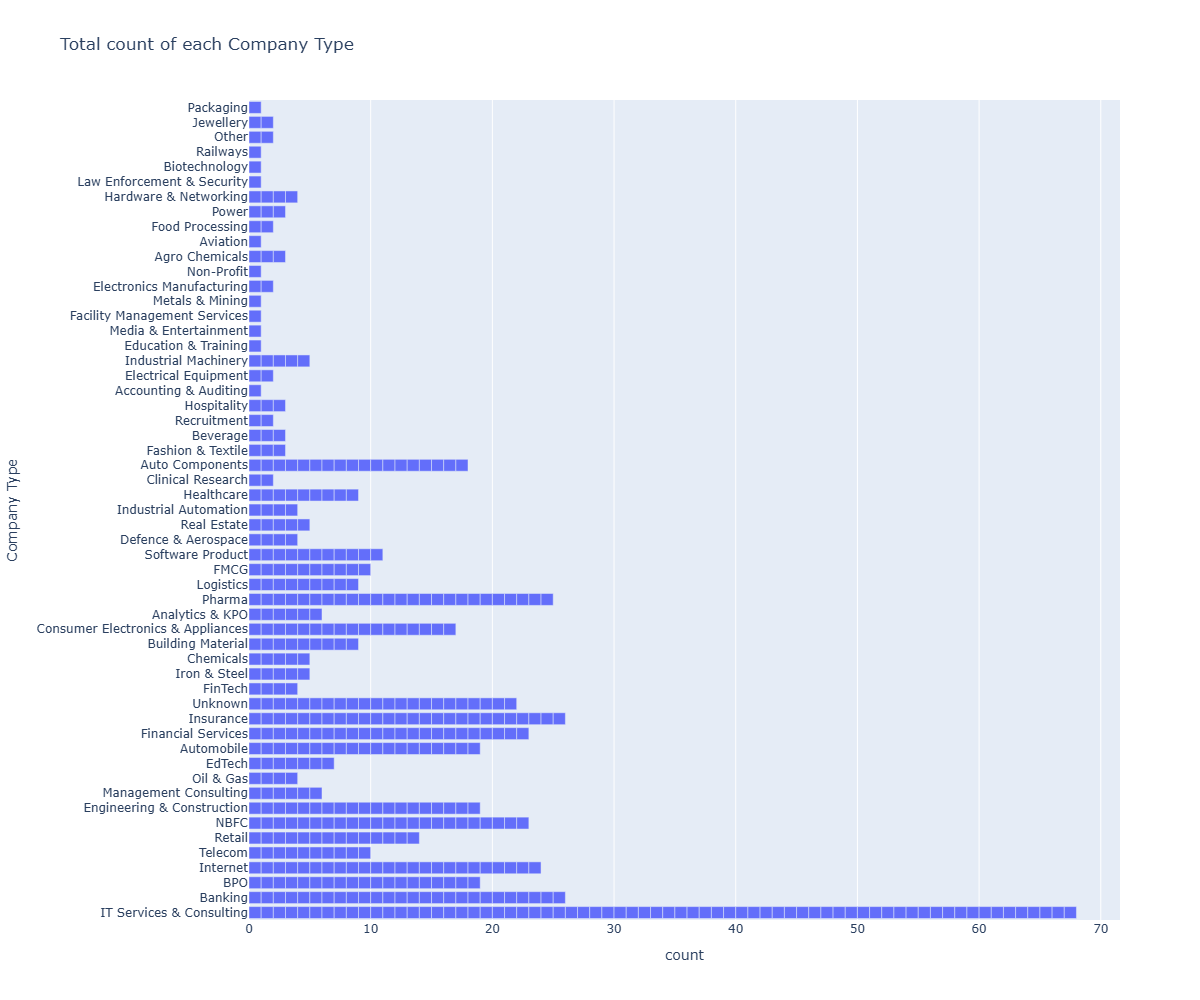 Total count of each Company Type
Packaging
Jewellery
Other
Railways
Biotechnology
Law Enforcement & Security
Hardware & Networking
Power
Food Processing
Aviation
Agro Chemicals
Non-Profit
Electronics Manufacturing
Metals & Mining
Facility Management Services
Media & Entertainment
Education & Training
Industrial Machinery
Electrical Equipment
Accounting & Auditing
Hospitality
Recruitment
Beverage
Fashion & Textile
Auto Components
Clinical Research
Healthcare
Industrial Automation
Real Estate
Defence & Aerospace
Software Product
FMCG
Logistics
Pharma
Analytics & KPO
Consumer Electronics & Appliances
Building Material
Chemicals
Iron & Steel
FinTech
Unknown
Insurance
Financial Services
Automobile
EdTech
Oil & Gas
Management Consulting
Engineering & Construction
NBFC
Retail
Telecom
Internet
BPO
Banking
IT Services & Consulting
Company Type
0 10 20 30 40 50 60 70
count